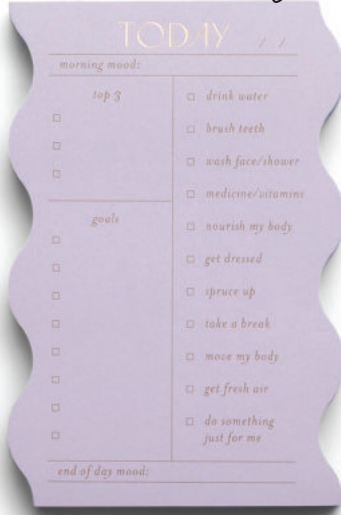 TODAY / /
morning mood:
top 3
goals
drink water
brush teeth
wash face/shower
medicine/vitamins
nourish my body
get dressed
spruce up
take a break
move my body
get fresh air
do something
just for me
end of day mood: